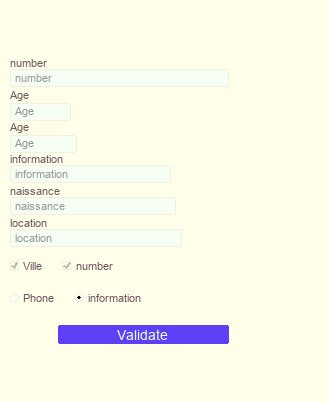 number
number
Age
Age
Age
Age
information
information
naissance
naissance
location
location
Ville number
Phone information
Validate